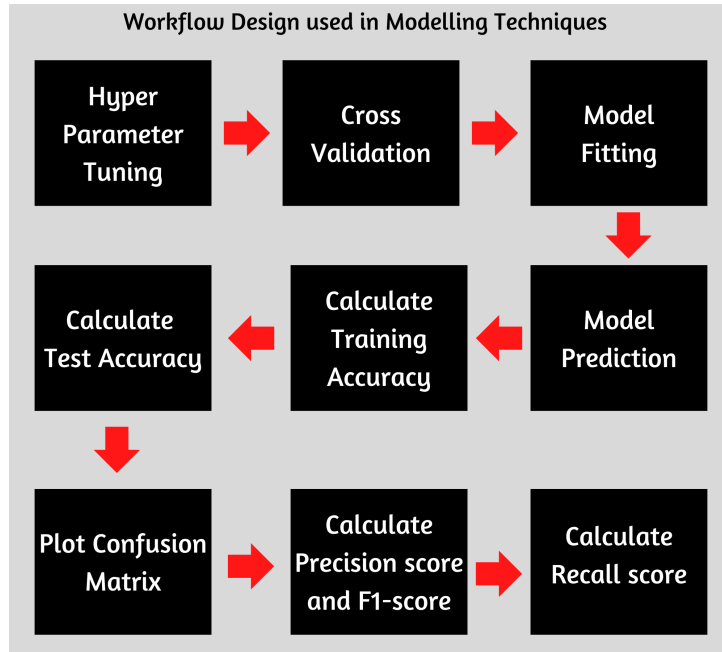 Workflow Design used in Modelling Techniques
Hyper
Parameter
Tuning
Cross
Validation
Model
Fitting
Model
Prediction
Calculate
Training
Accuracy
Calculate
Test Accuracy
Plot Confusion
Matrix
Calculate
Precision score
and F1-score
Calculate
Recall score